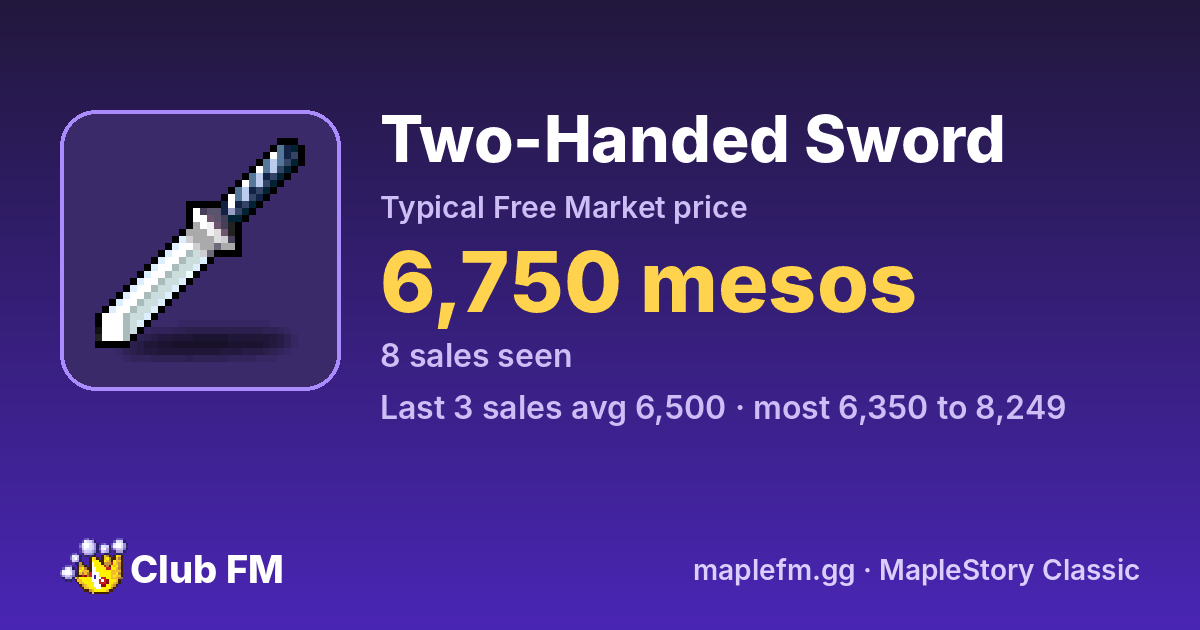 Two-Handed Sword
Typical Free Market price
6,750 mesos
8 sales seen
Last 3 sales avg 6,500 · most 6,350 to 8,249
Club FM
maplefm.gg · MapleStory Classic